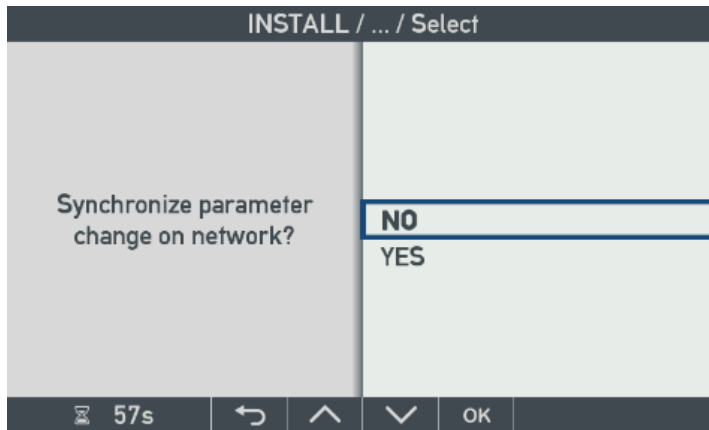 INSTALL / ... / Select
Synchronize parameter
change on network?
NO
YES
57s
OK